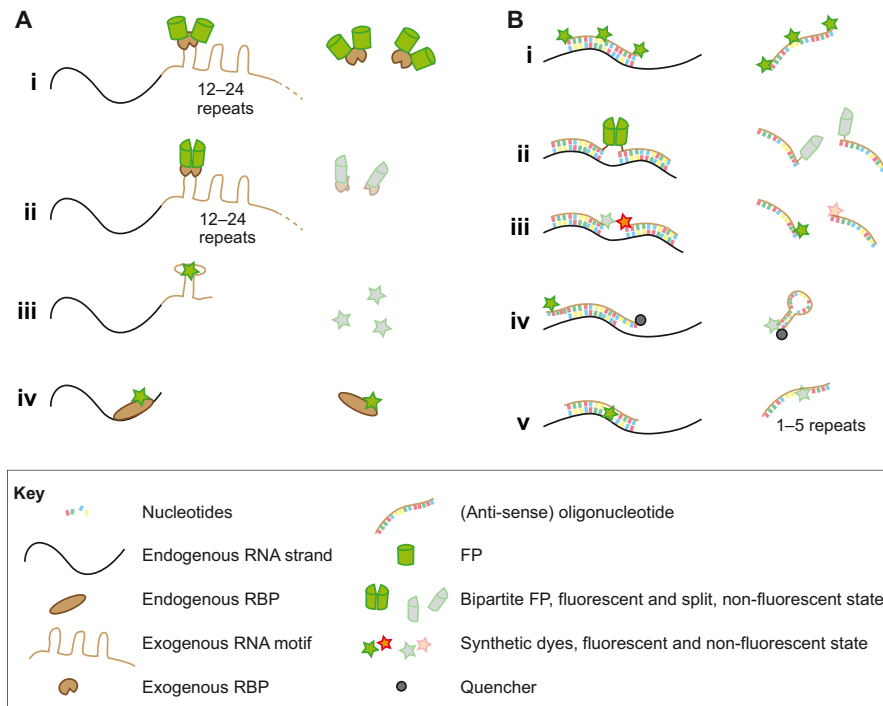 A
i
12–24
repeats
ii
12–24
repeats
iii
iv
B
i
ii
iii
iv
v
1–5 repeats
Key
Nucleotides
Endogenous RNA strand
Endogenous RBP
Exogenous RNA motif
Exogenous RBP
(Anti-sense) oligonucleotide
FP
Bipartite FP, fluorescent and split, non-fluorescent state
Synthetic dyes, fluorescent and non-fluorescent state
Quencher